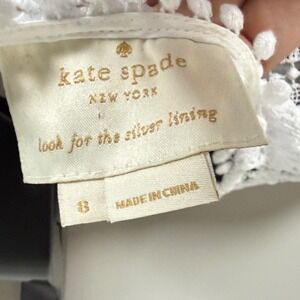 kate spade
NEW YORK
look for the silver lining
8
MADE IN CHINA